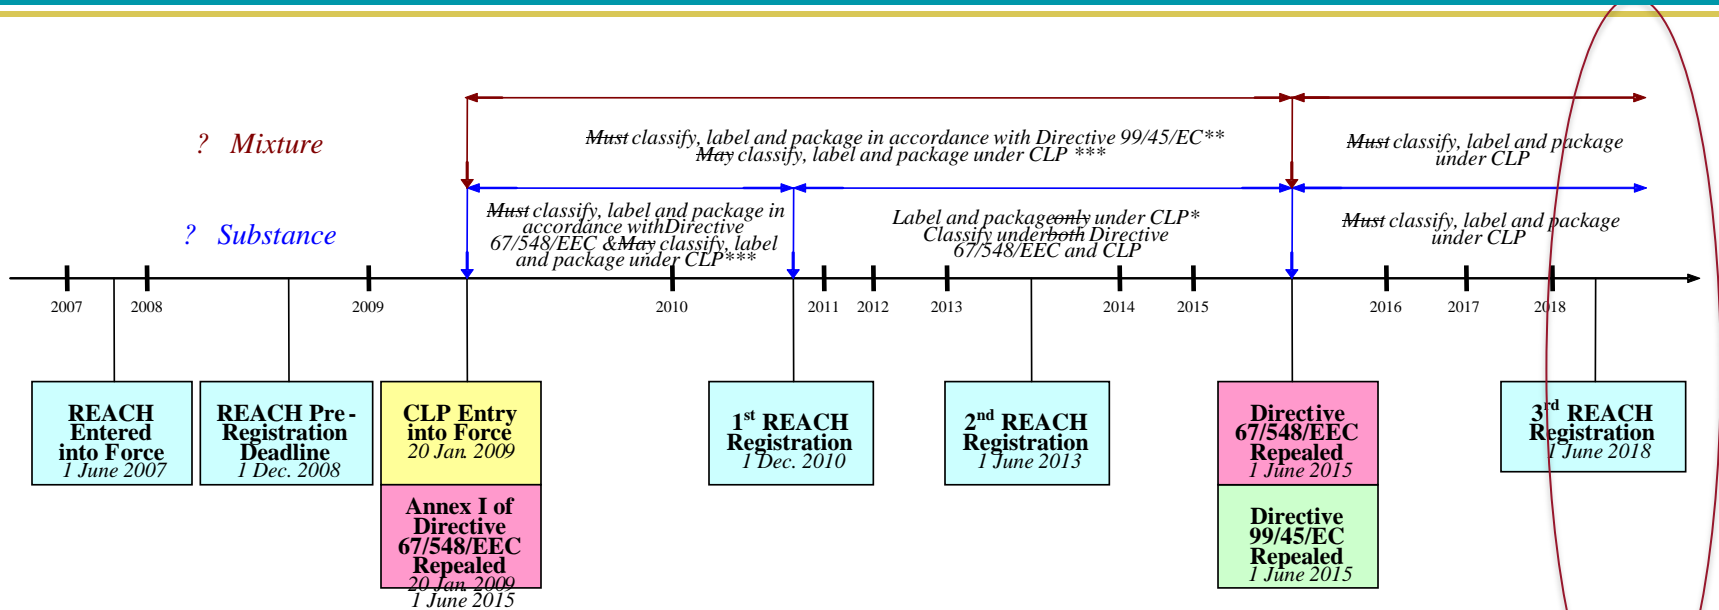 ? Mixture
Must classify, label and package in accordance with Directive 99/45/EC**
May classify, label and package under CLP ***
Must classify, label and package
under CLP
? Substance
Must classify, label and package in
accordance withDirective
67/548/EEC &May classify, label
and package under CLP***
Label and packageonly under CLP*
Classify underboth Directive
67/548/EEC and CLP
Must classify, label and package
under CLP
2007 2008 2009 2010 2011 2012 2013 2014 2015 2016 2017 2018
REACH
Entered
into Force
1 June 2007
REACH Pre-
Registration
Deadline
1 Dec. 2008
CLP Entry
into Force
20 Jan. 2009
Annex I of
Directive
67/548/EEC
Repealed
20 Jan. 2009
1 June 2015
1st REACH
Registration
1 Dec. 2010
2nd REACH
Registration
1 June 2013
Directive
67/548/EEC
Repealed
1 June 2015
Directive
99/45/EC
Repealed
1 June 2015
3rd REACH
Registration
1 June 2018